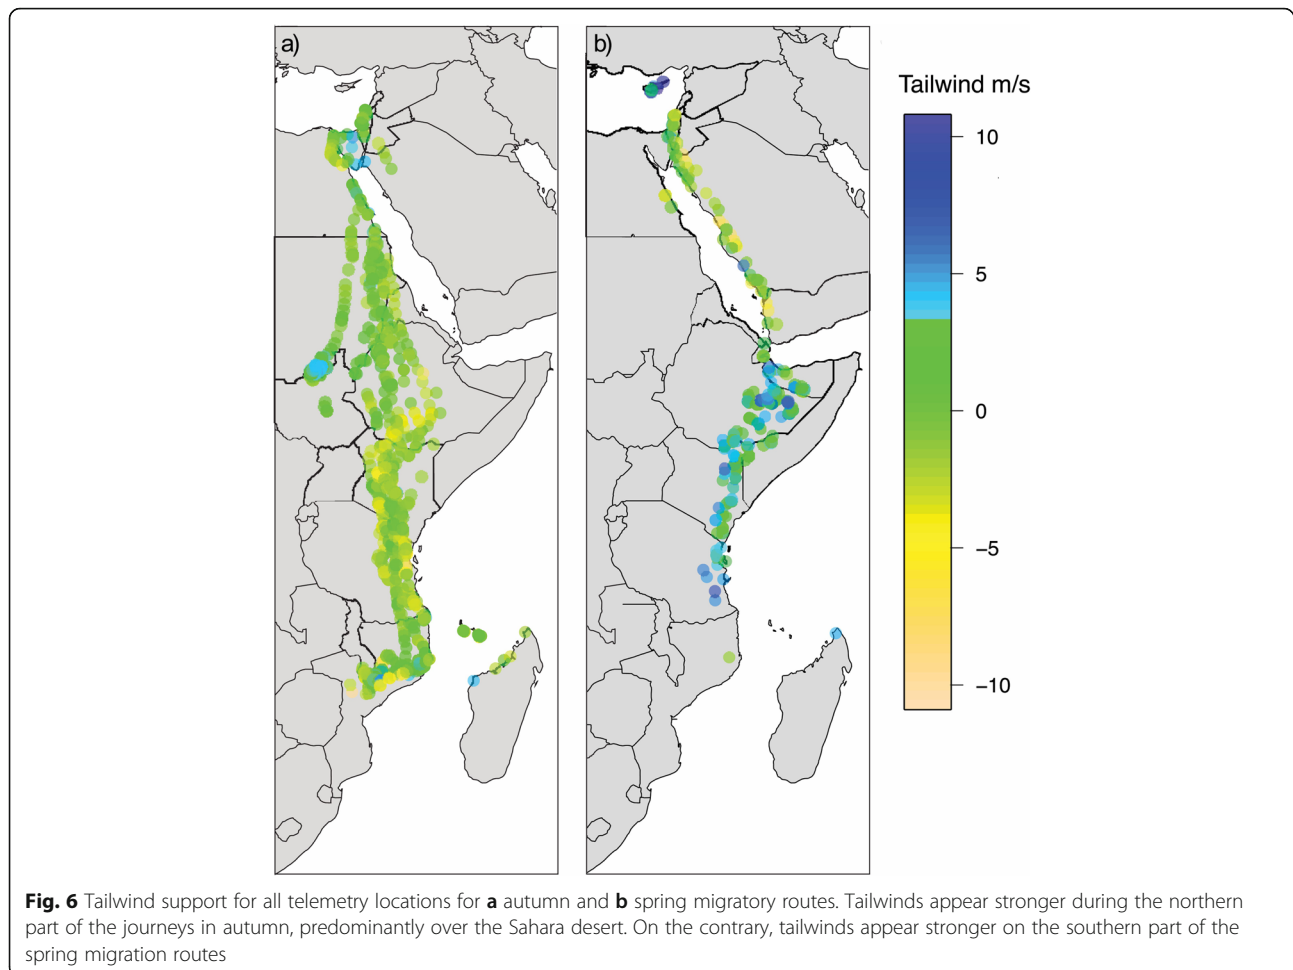 a)
b)
Tailwind m/s
10
5
0
−5
−10
Fig. 6 Tailwind support for all telemetry locations for a autumn and b spring migratory routes. Tailwinds appear stronger during the northern
part of the journeys in autumn, predominantly over the Sahara desert. On the contrary, tailwinds appear stronger on the southern part of the
spring migration routes